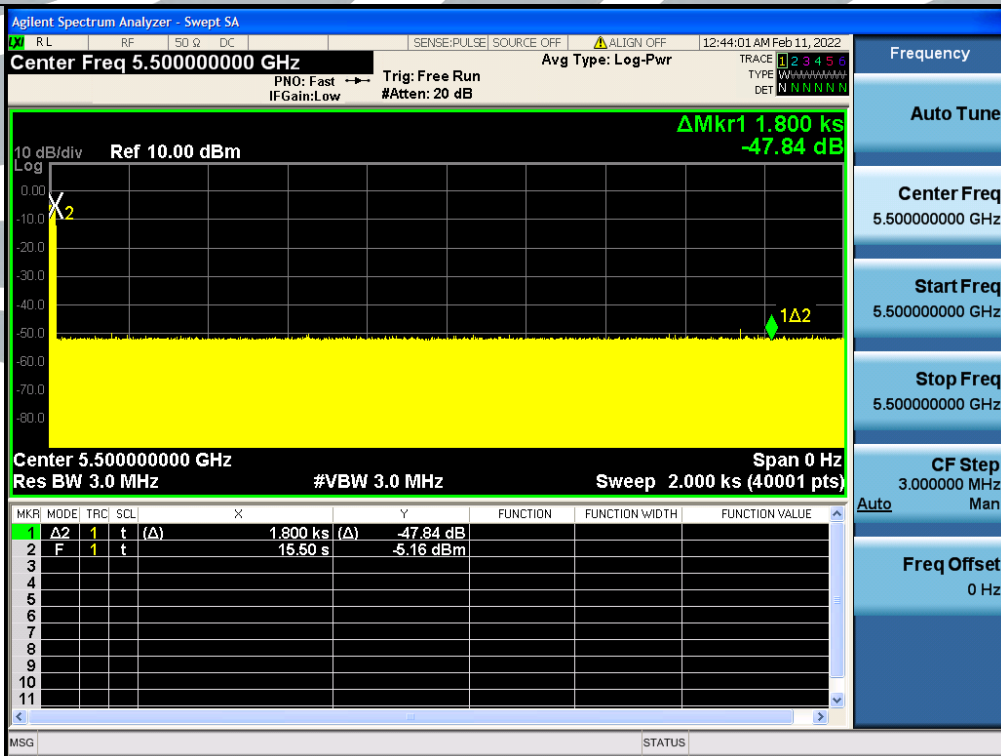 Agilent Spectrum Analyzer - Swept SA
LXI RL RF 50 Ω DC SENSE:PULSE SOURCE OFF ALIGN OFF 12:44:01 AM Feb 11, 2022
Center Freq 5.500000000 GHz
PNO: Fast
IFGain:Low
Trig: Free Run
#Atten: 20 dB
Avg Type: Log-Pwr
TRACE 1 2 3 4 5 6
TYPE W
DET N N N N N N
ΔMkr1 1.800 ks
-47.84 dB
10 dB/div Ref 10.00 dBm
Log
0.00
-10.0
-20.0
-30.0
-40.0
-50.0
-60.0
-70.0
-80.0
X2
1Δ2
Center 5.500000000 GHz Span 0 Hz
Res BW 3.0 MHz #VBW 3.0 MHz Sweep 2.000 ks (40001 pts)
MKR MODE TRC SCL X Y FUNCTION FUNCTION WIDTH FUNCTION VALUE
1 Δ2 1 t (Δ) 1.800 ks (Δ) -47.84 dB
2 F 1 t 15.50 s -5.16 dBm
3
4
5
6
7
8
9
10
11
MSG STATUS
Frequency
Auto Tune
Center Freq
5.500000000 GHz
Start Freq
5.500000000 GHz
Stop Freq
5.500000000 GHz
CF Step
3.000000 MHz
Auto Man
Freq Offset
0 Hz